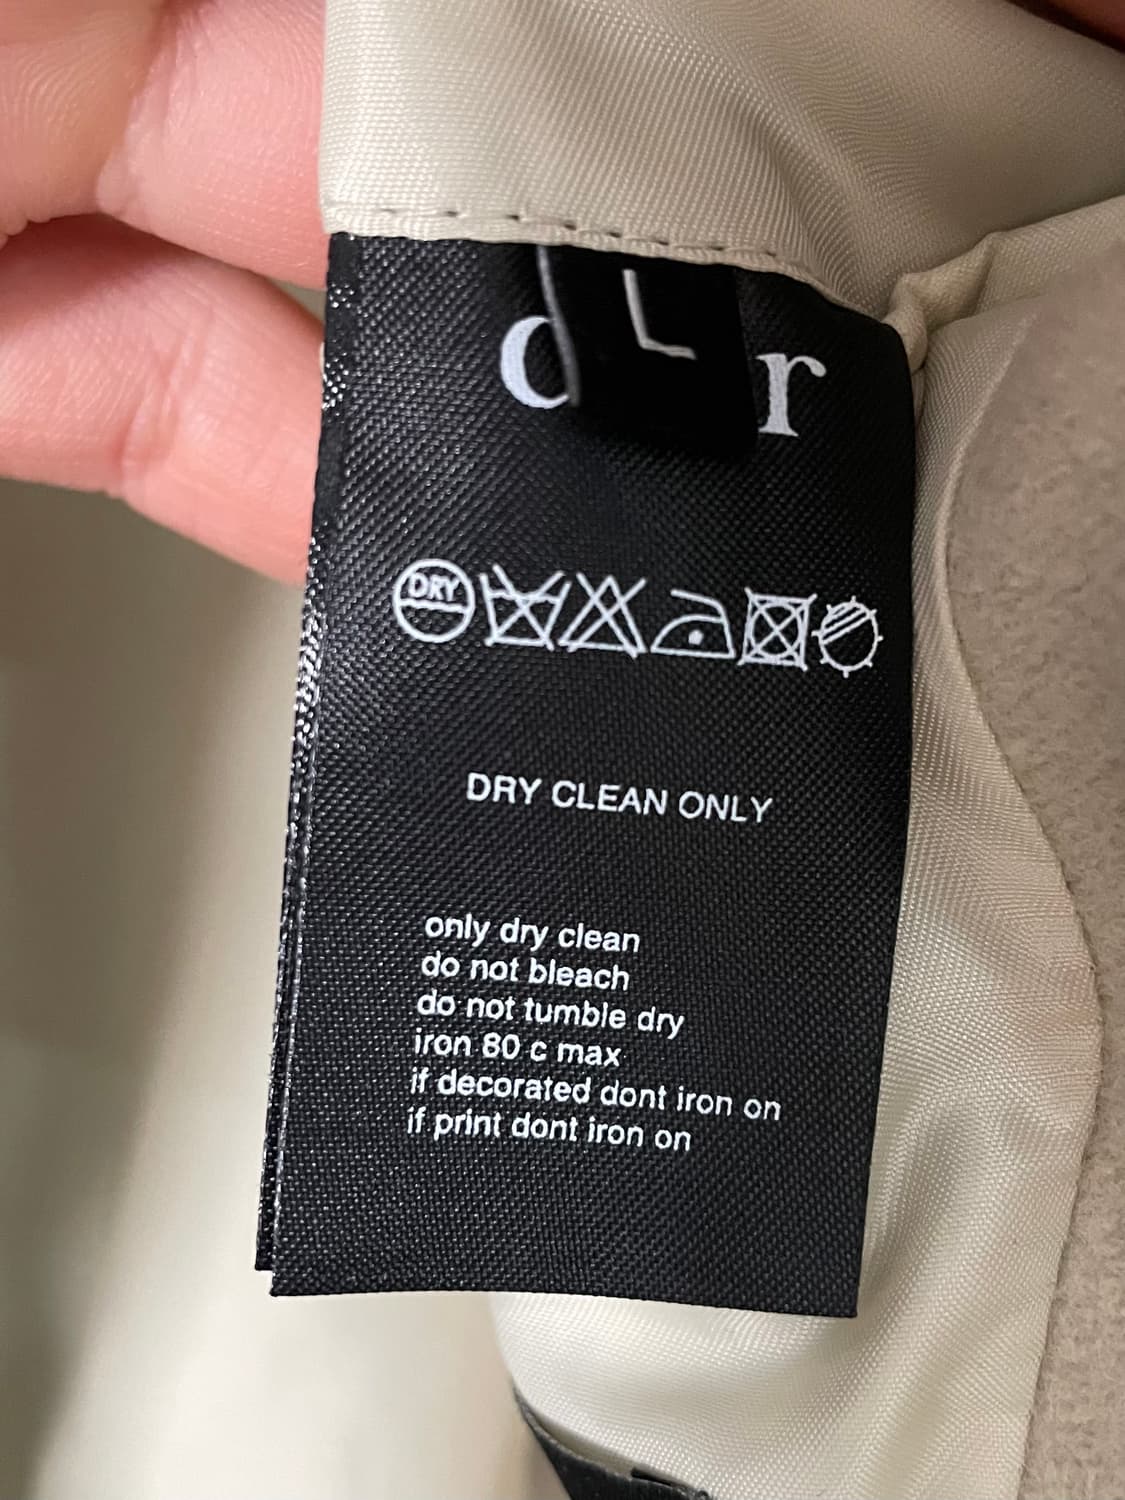 L
DRY
DRY CLEAN ONLY
only dry clean
do not bleach
do not tumble dry
iron 80 c max
if decorated dont iron on
if print dont iron on